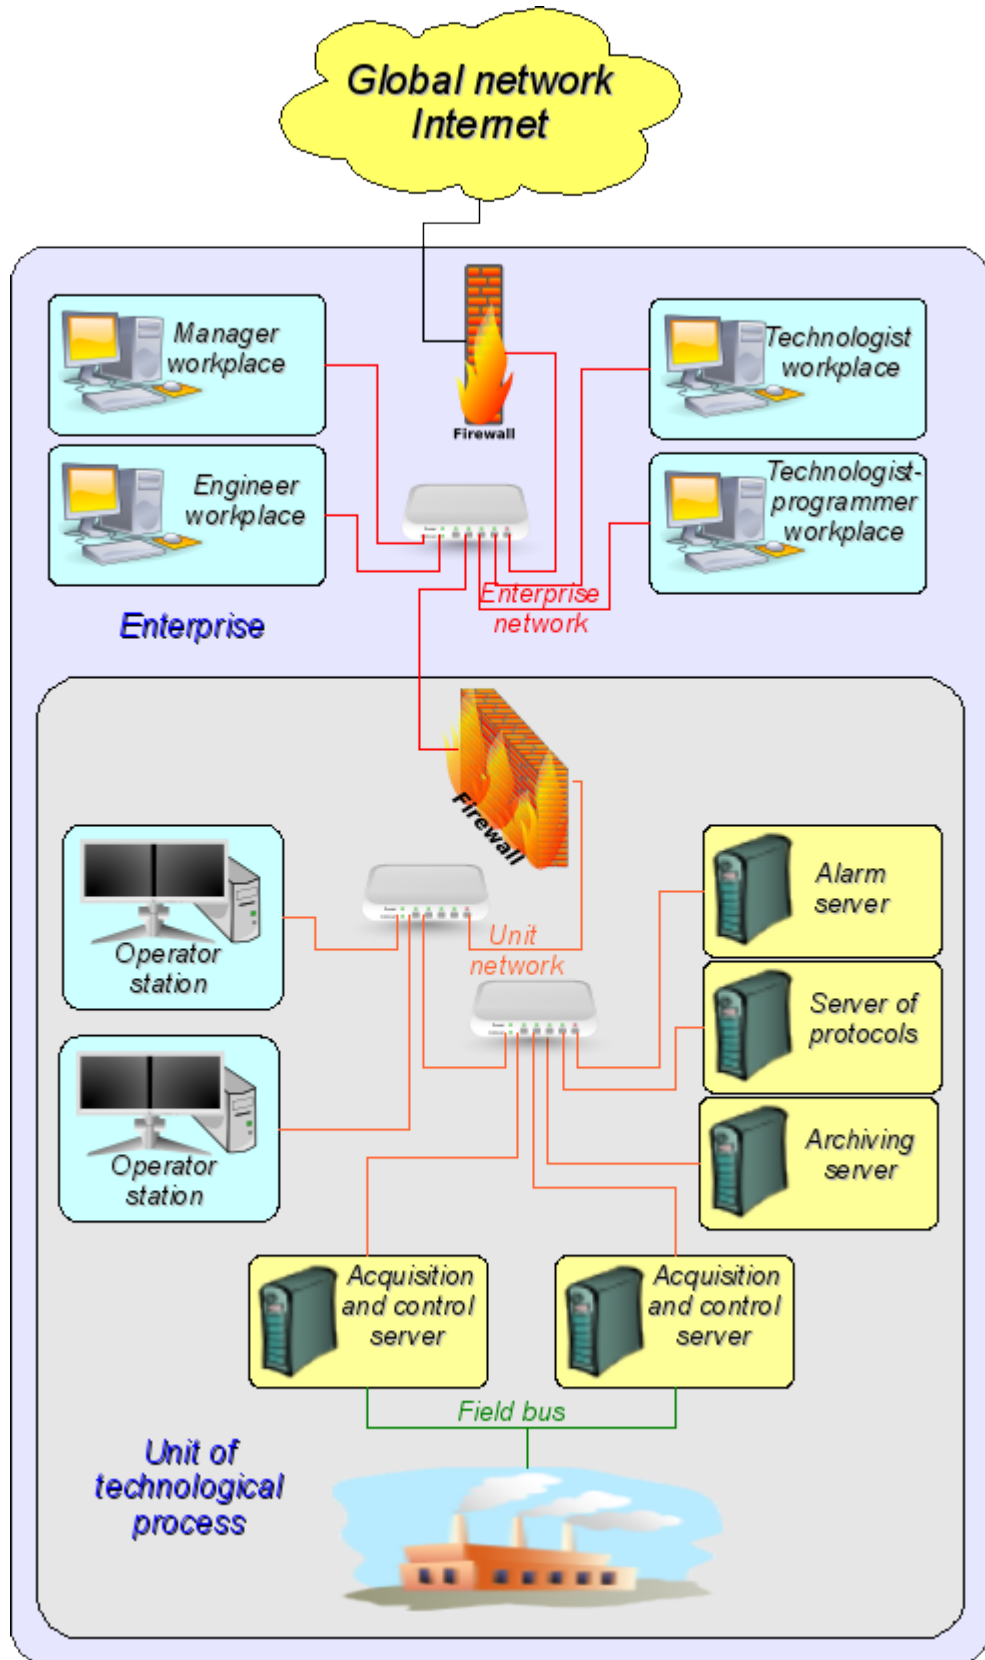 Global network
Internet
Manager
workplace
Technologist
workplace
Firewall
Engineer
workplace
Technologist-
programmer
workplace
Enterprise
network
Enterprise
Firewall
Operator
station
Unit
network
Alarm
server
Server of
protocols
Operator
station
Archiving
server
Acquisition
and control
server
Acquisition
and control
server
Field bus
Unit of
technological
process